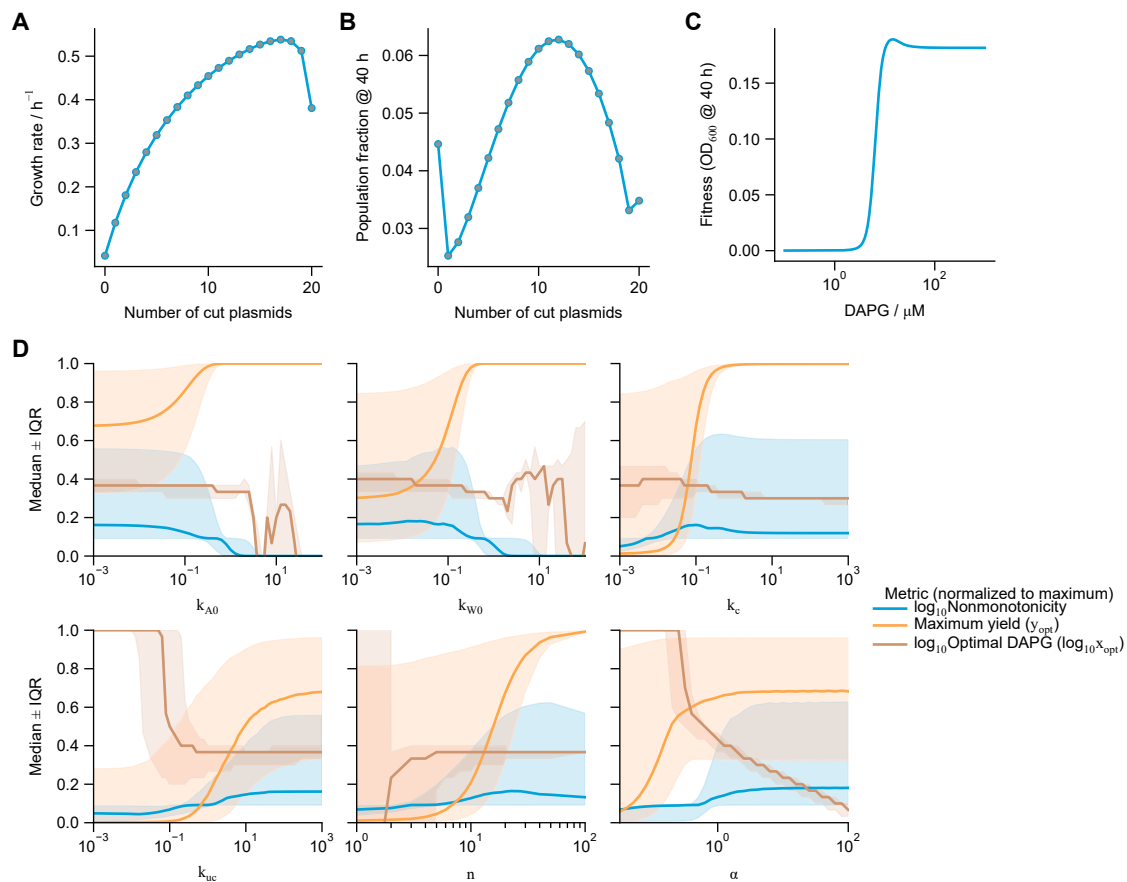 A
B
C
0.5
0.4
0.3
0.2
0.1
Growth rate / h⁻¹
0
10
20
Number of cut plasmids
0.06
0.05
0.04
0.03
Population fraction @ 40 h
0
10
20
Number of cut plasmids
0.15
0.10
0.05
0.00
Fitness (OD₆₀₀ @ 40 h)
10⁰
10²
DAPG / μM
D
1.0
0.8
0.6
0.4
0.2
0.0
Meduan ± IQR
10⁻³
10⁻¹
10¹
k_A0
10⁻³
10⁻¹
10¹
k_W0
10⁻³
10⁻¹
10¹
10³
k_c
Metric (normalized to maximum)
log₁₀Nonmonotonicity
Maximum yield (y_opt)
log₁₀Optimal DAPG (log₁₀x_opt)
1.0
0.8
0.6
0.4
0.2
0.0
Median ± IQR
10⁻³
10⁻¹
10¹
10³
k_uc
10⁰
10¹
10²
n
10⁰
10²
α